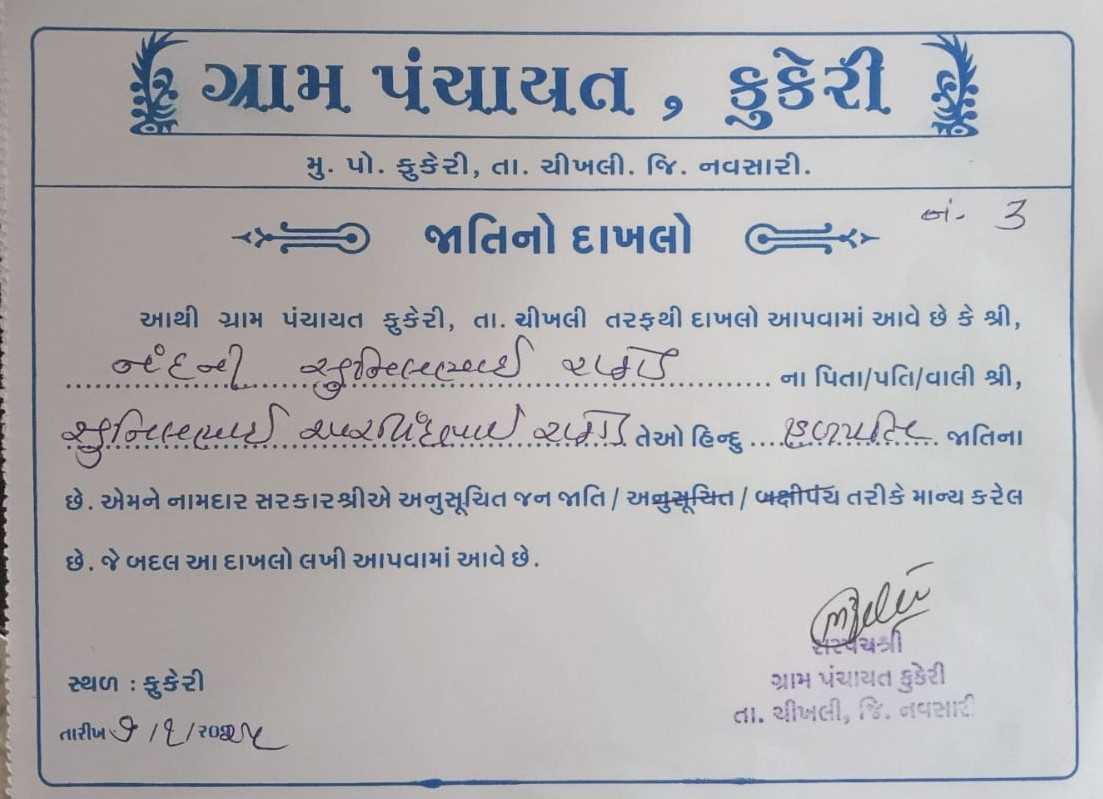 ગ્રામ પંચાયત , કુકેરી
મુ. પો. કુકેરી, તા. ચીખલી. જિ. નવસારી.
નં. 3
જાતિનો દાખલો
આથી ગ્રામ પંચાયત કુકેરી, તા. ચીખલી તરફથી દાખલો આપવામાં આવે છે કે શ્રી,
નંદની સુનિલભાઈ રાઠોડ ના પિતા/પતિ/વાલી શ્રી,
સુનિલભાઈ અરવિંદભાઈ રાઠોડ તેઓ હિન્દુ હળપતિ જાતિના
છે. એમને નામદાર સરકારશ્રીએ અનુસૂચિત જન જાતિ / અનુસૂચિત / બક્ષીપંચ તરીકે માન્ય કરેલ
છે. જે બદલ આ દાખલો લખી આપવામાં આવે છે.
સરપંચશ્રી
સ્થળ : કુકેરી
ગ્રામ પંચાયત કુકેરી
તા. ચીખલી, જિ. નવસારી
તારીખ